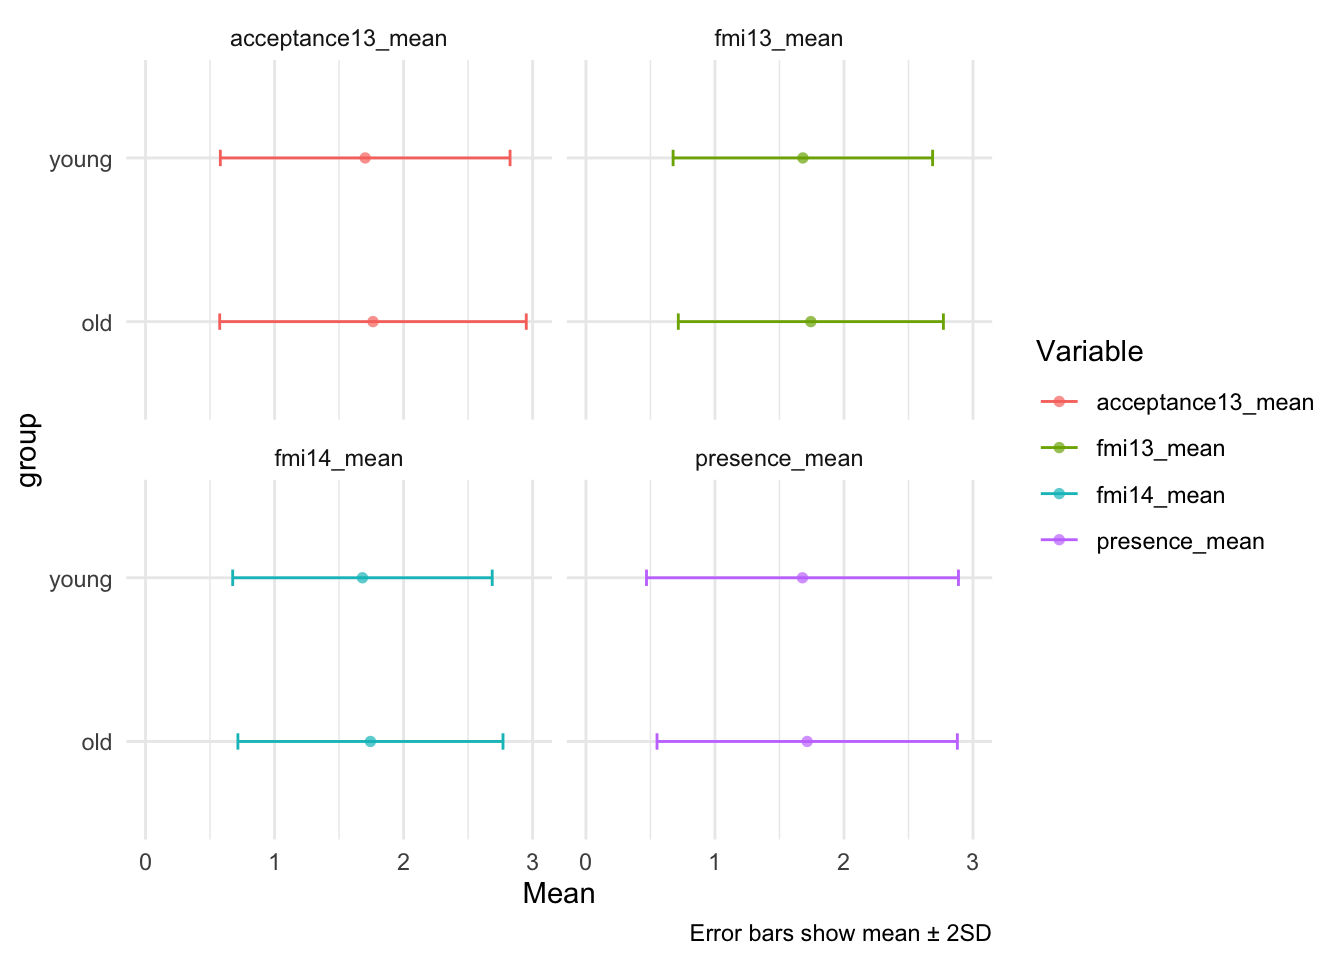 acceptance13_mean
fmi13_mean
young
old
group
fmi14_mean
presence_mean
young
old
0 1 2 3 0 1 2 3
Mean
Error bars show mean ± 2SD
Variable
acceptance13_mean
fmi13_mean
fmi14_mean
presence_mean